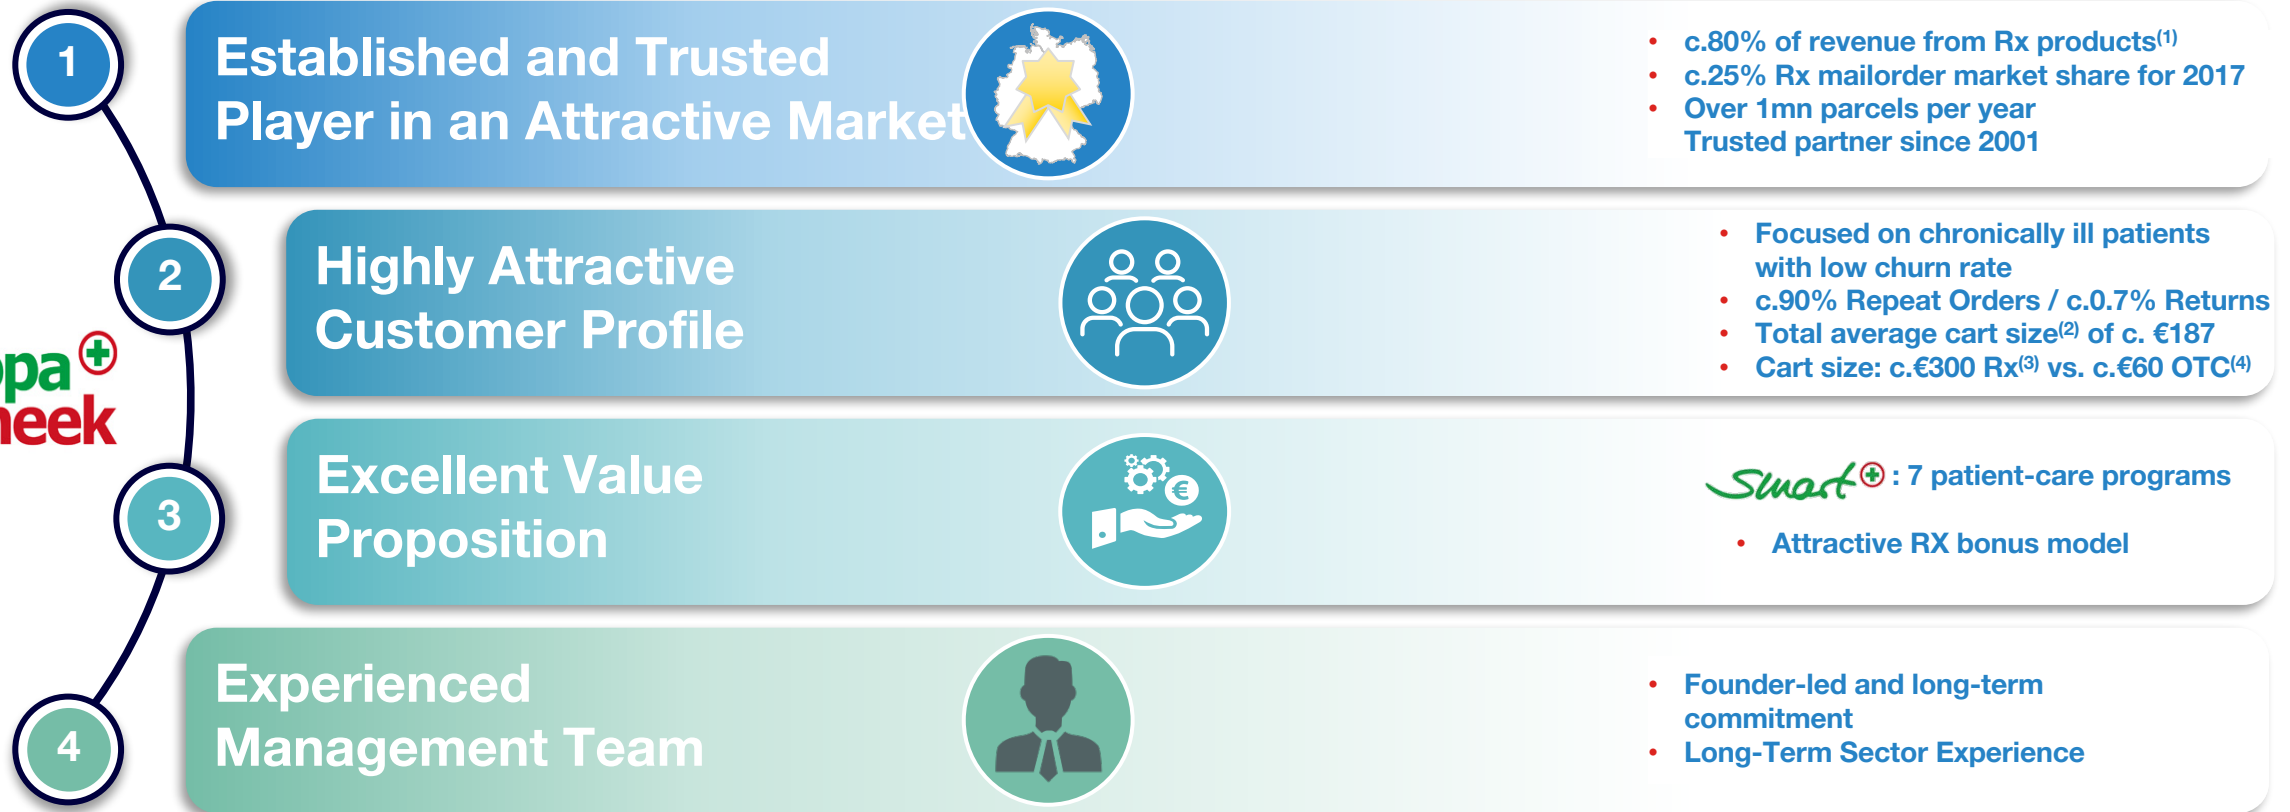 1
Established and Trusted
Player in an Attractive Market
• c.80% of revenue from Rx products(1)
• c.25% Rx mailorder market share for 2017
• Over 1mn parcels per year
Trusted partner since 2001
2
Highly Attractive
Customer Profile
• Focused on chronically ill patients
with low churn rate
• c.90% Repeat Orders / c.0.7% Returns
• Total average cart size(2) of c. €187
• Cart size: c.€300 Rx(3) vs. c.€60 OTC(4)
3
Excellent Value
Proposition
€
Smart : 7 patient-care programs
• Attractive RX bonus model
4
Experienced
Management Team
• Founder-led and long-term
commitment
• Long-Term Sector Experience